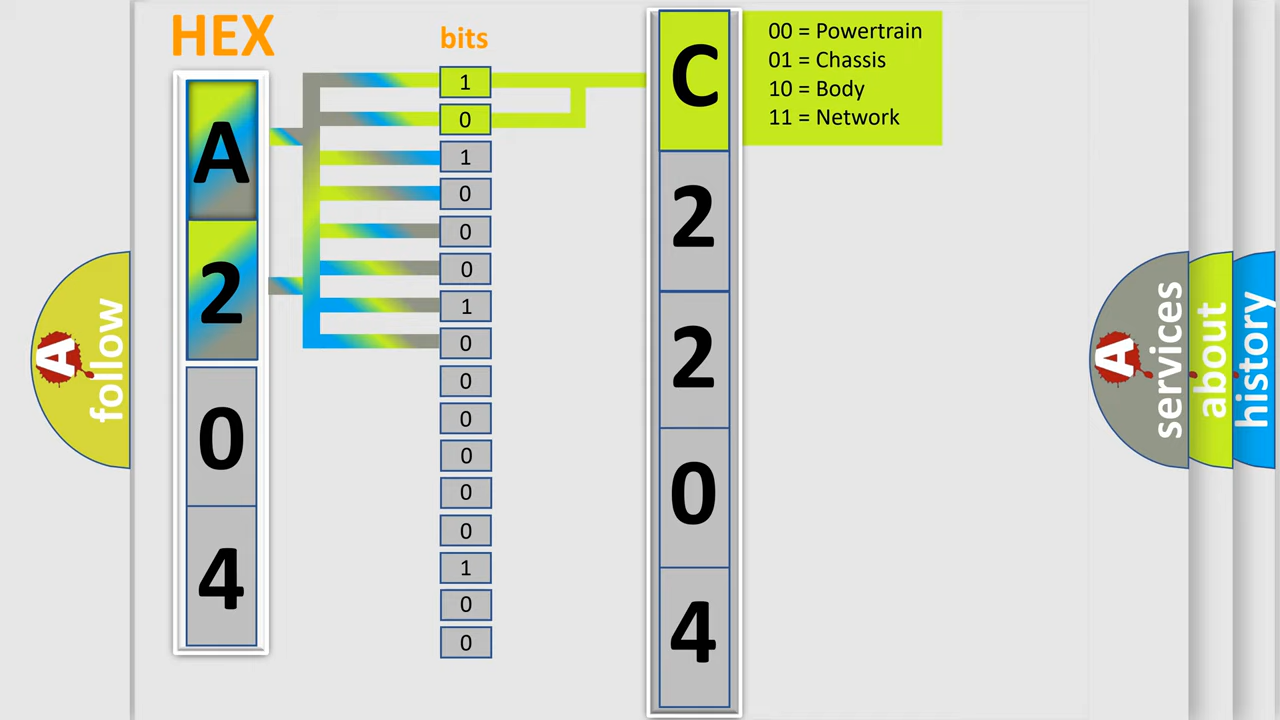 HEX
bits
A
2
0
4
1
0
1
0
0
0
1
0
0
0
0
0
0
1
0
0
C
2
2
0
4
00 = Powertrain
01 = Chassis
10 = Body
11 = Network
A
follow
A
services
about
history